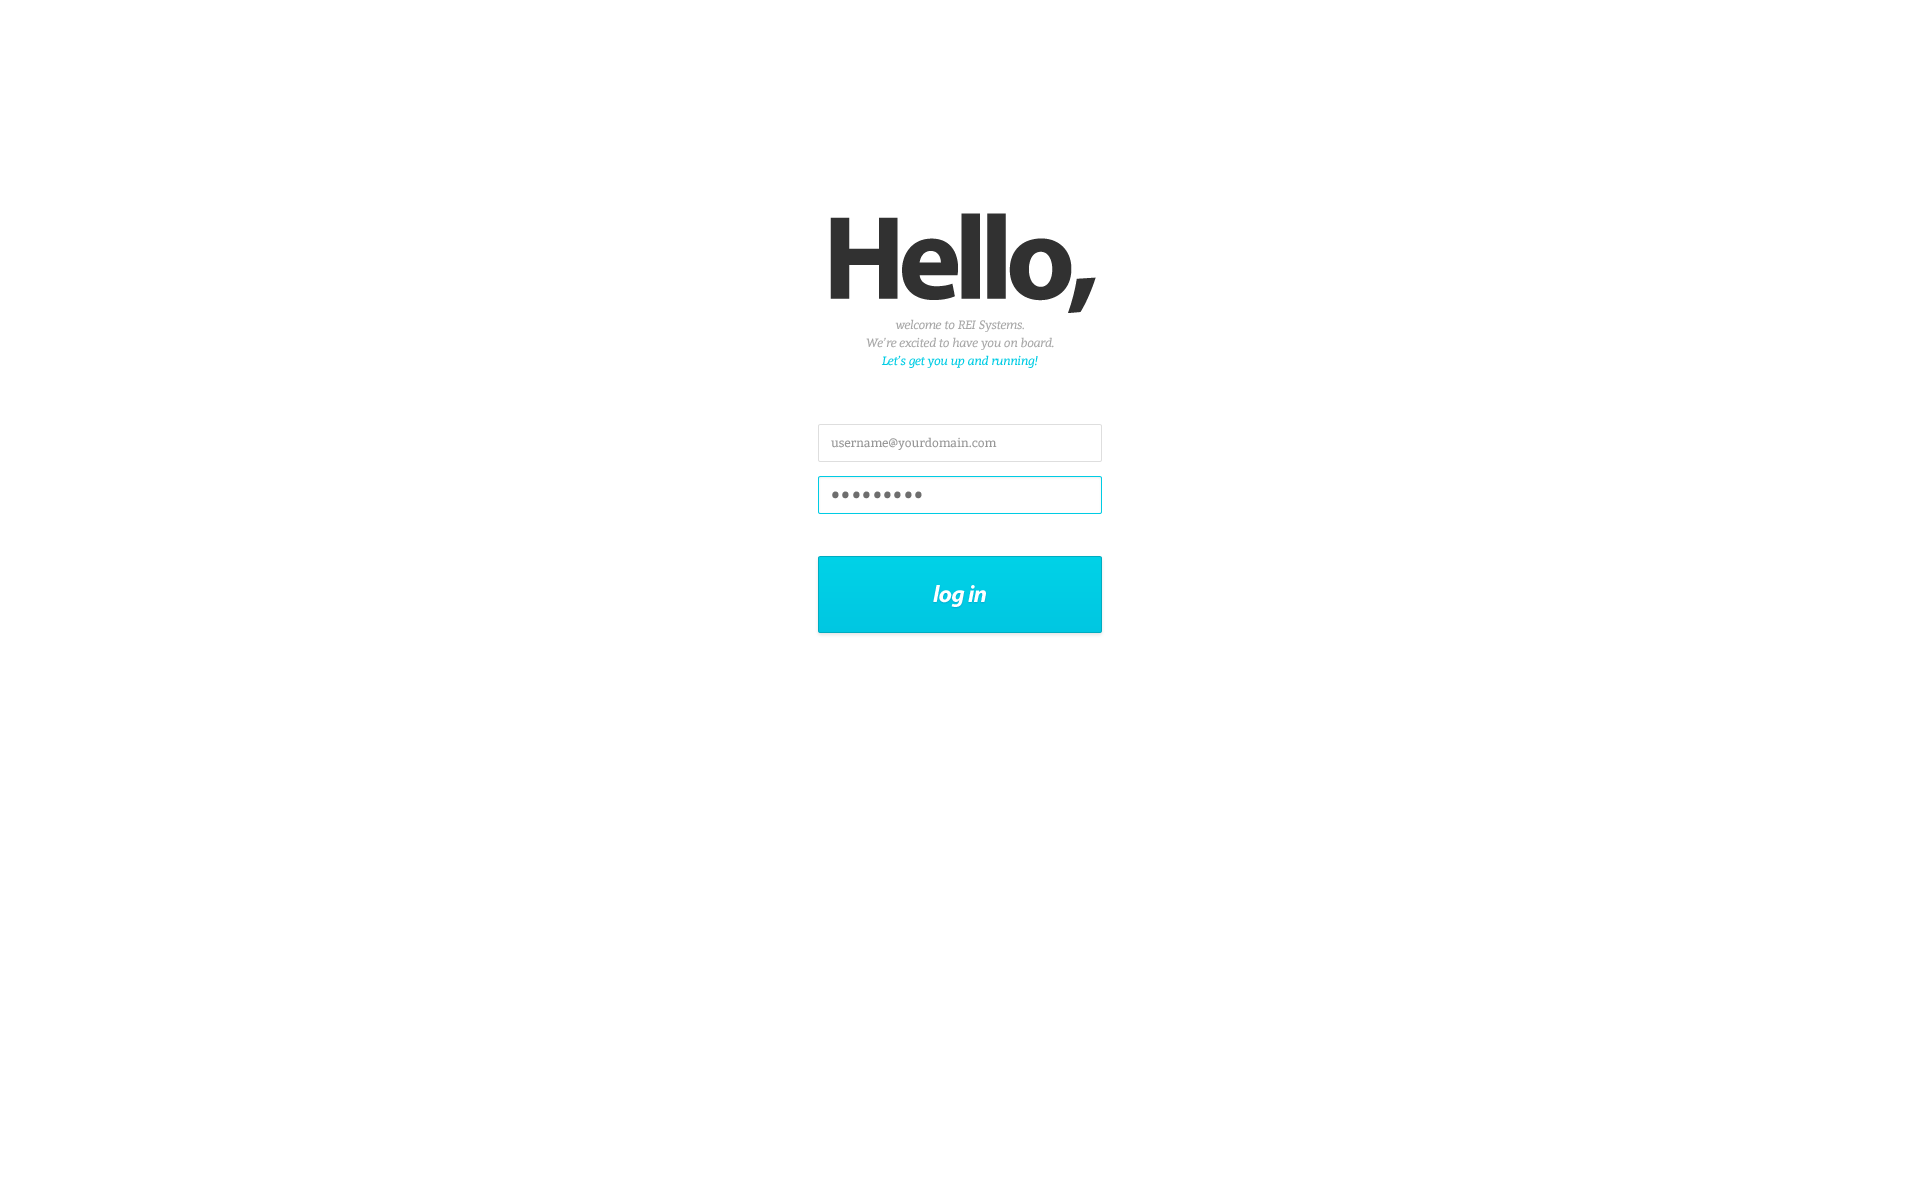 Hello,
welcome to REI Systems.
We're excited to have you on board.
Let's get you up and running!
username@yourdomain.com
●●●●●●●●●
log in